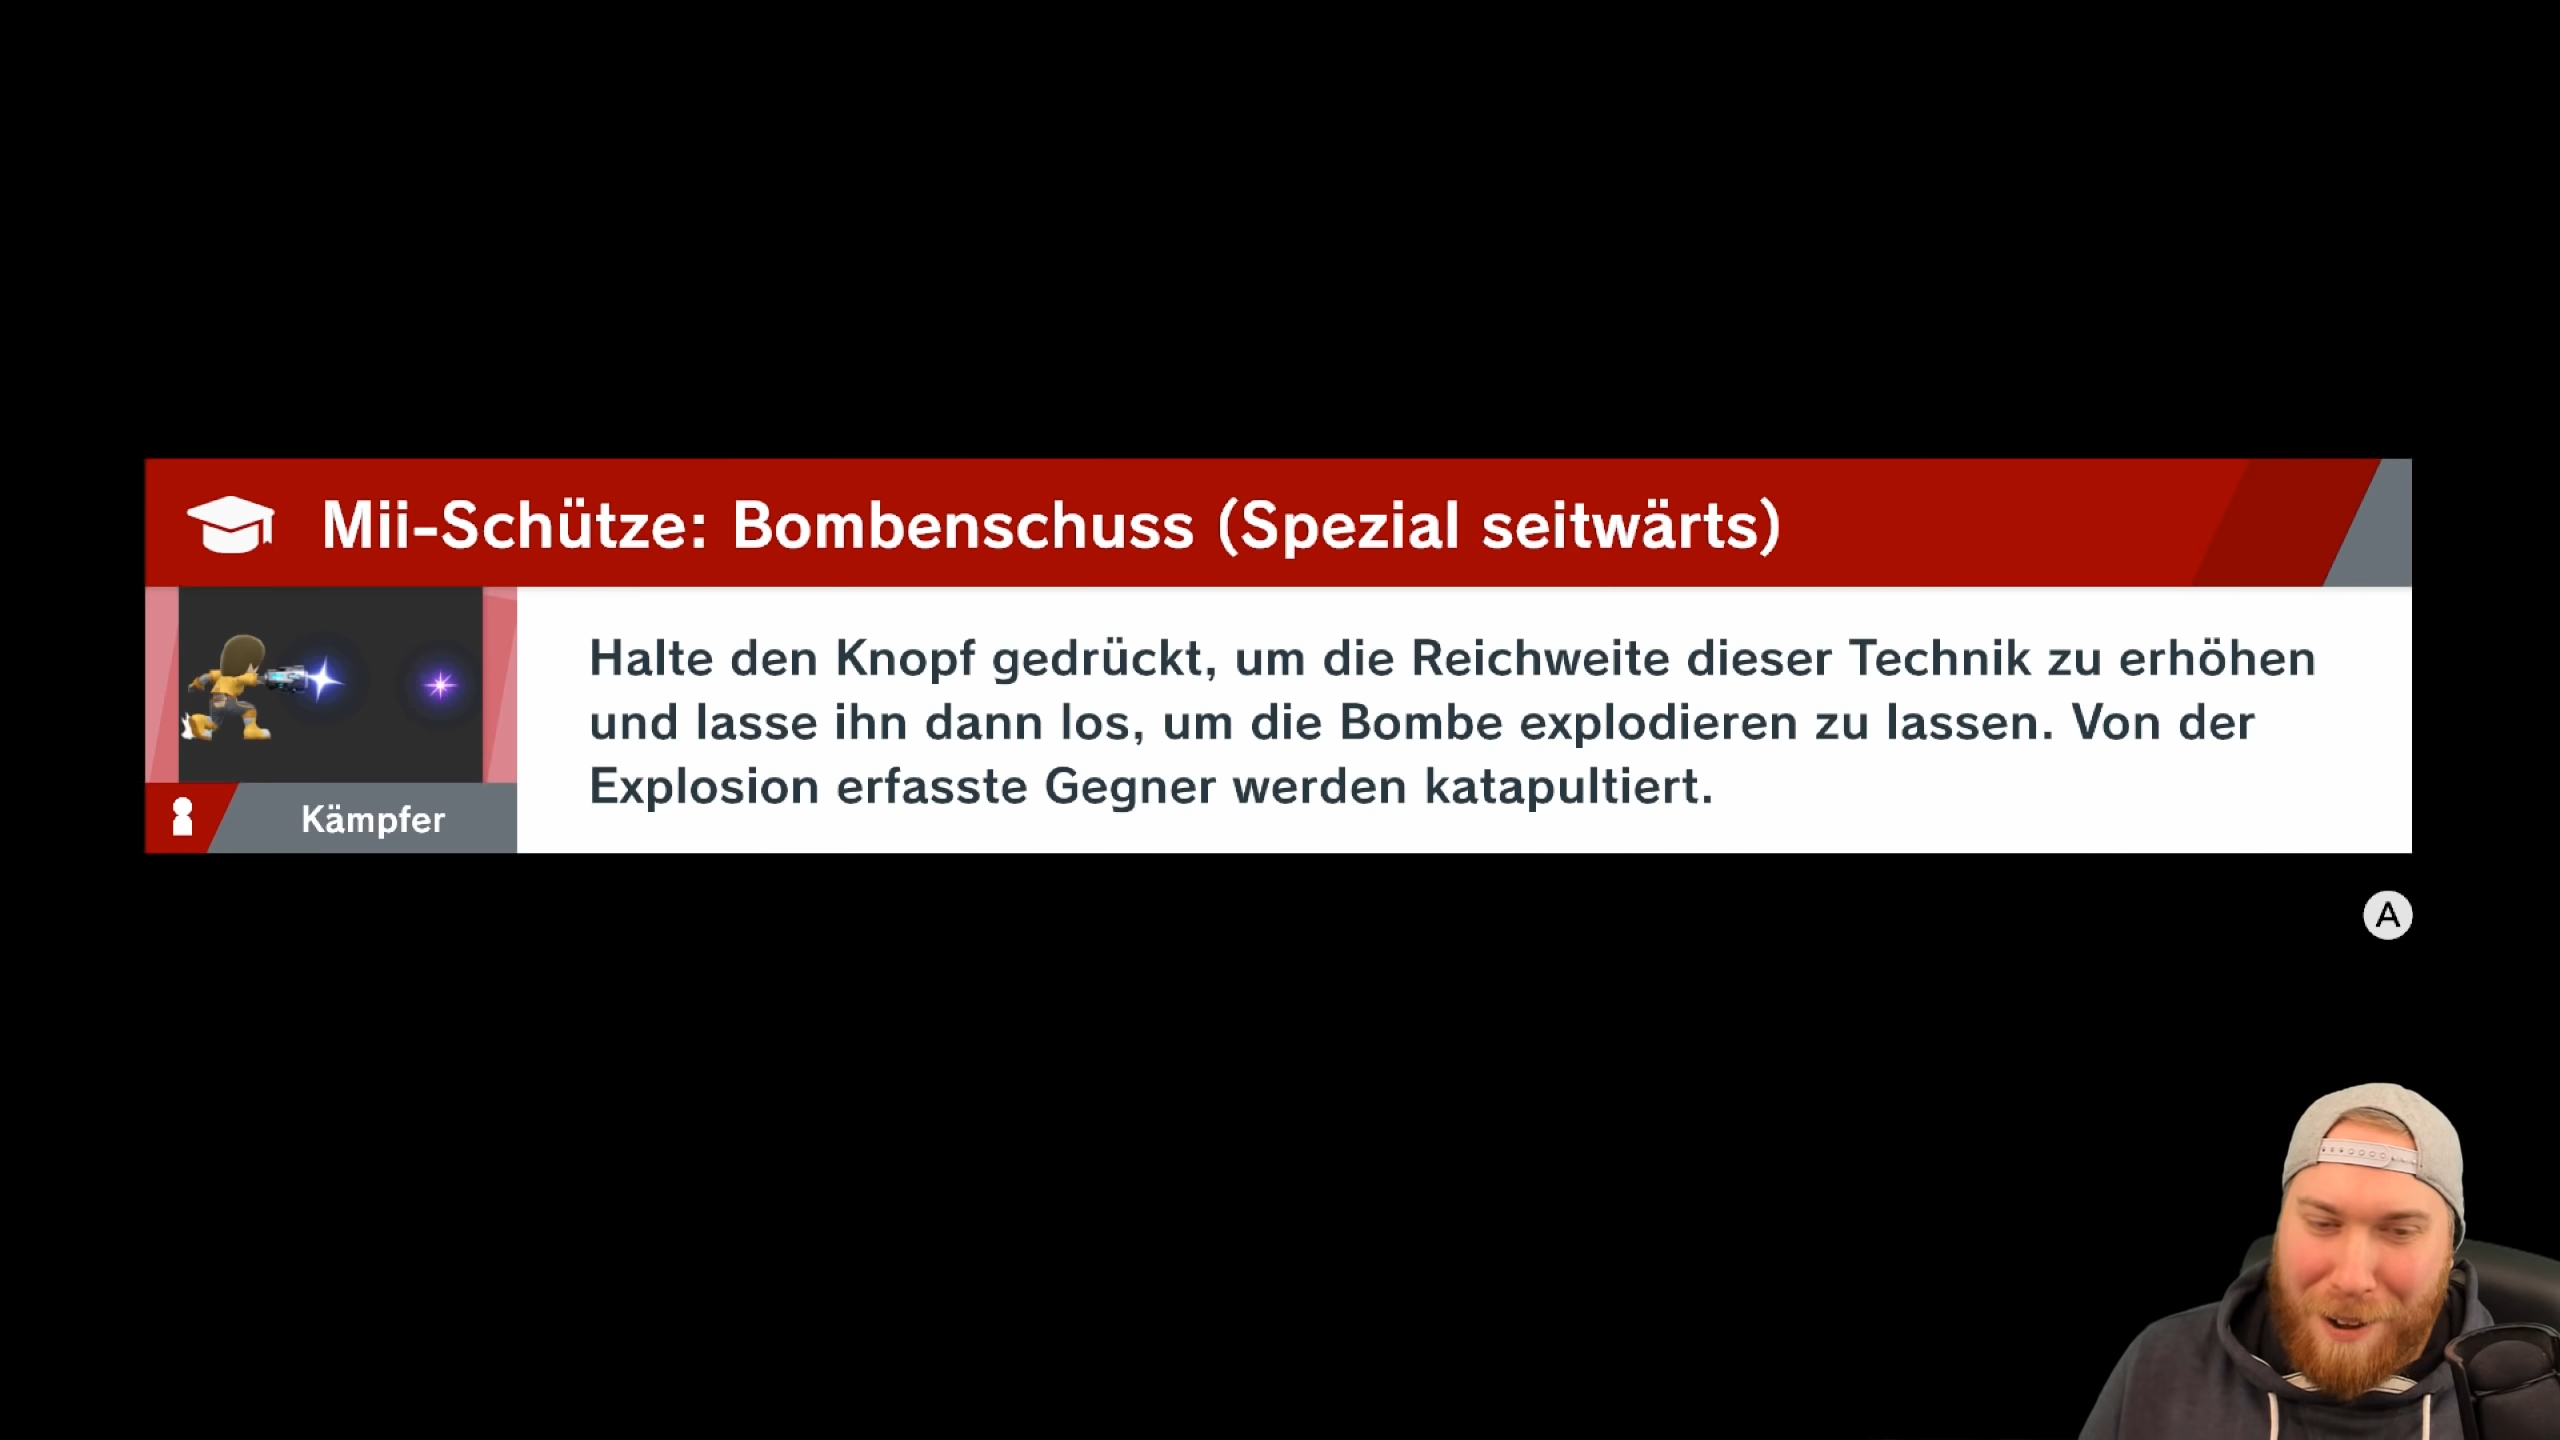 Mii-Schütze: Bombenschuss (Spezial seitwärts)
Halte den Knopf gedrückt, um die Reichweite dieser Technik zu erhöhen
und lasse ihn dann los, um die Bombe explodieren zu lassen. Von der
Explosion erfasste Gegner werden katapultiert.
Kämpfer
A